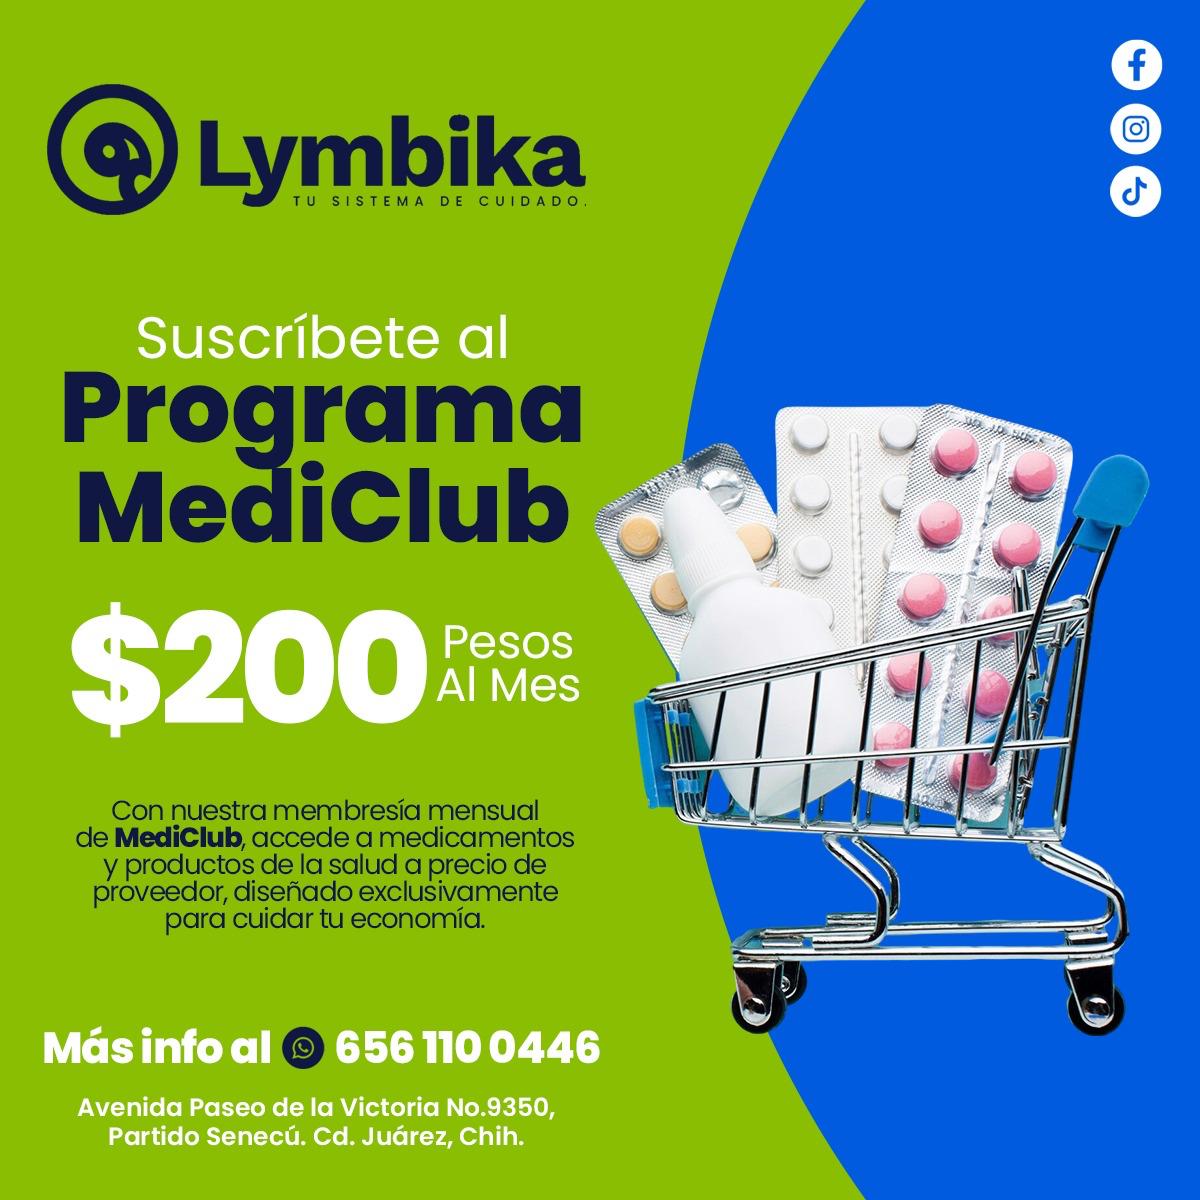 Lymbika
TU SISTEMA DE CUIDADO.
Suscríbete al
Programa
MediClub
$200 Pesos
Al Mes
Con nuestra membresía mensual
de MediClub, accede a medicamentos
y productos de la salud a precio de
proveedor, diseñado exclusivamente
para cuidar tu economía.
Más info al 656 110 0446
Avenida Paseo de la Victoria No.9350,
Partido Senecú. Cd. Juárez, Chih.